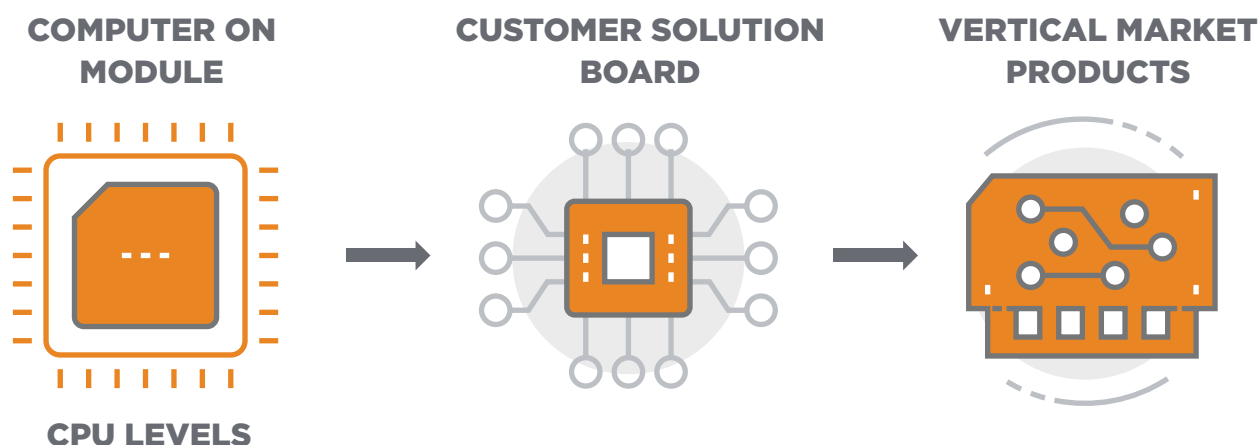 COMPUTER ON
MODULE
CUSTOMER SOLUTION
BOARD
VERTICAL MARKET
PRODUCTS
CPU LEVELS